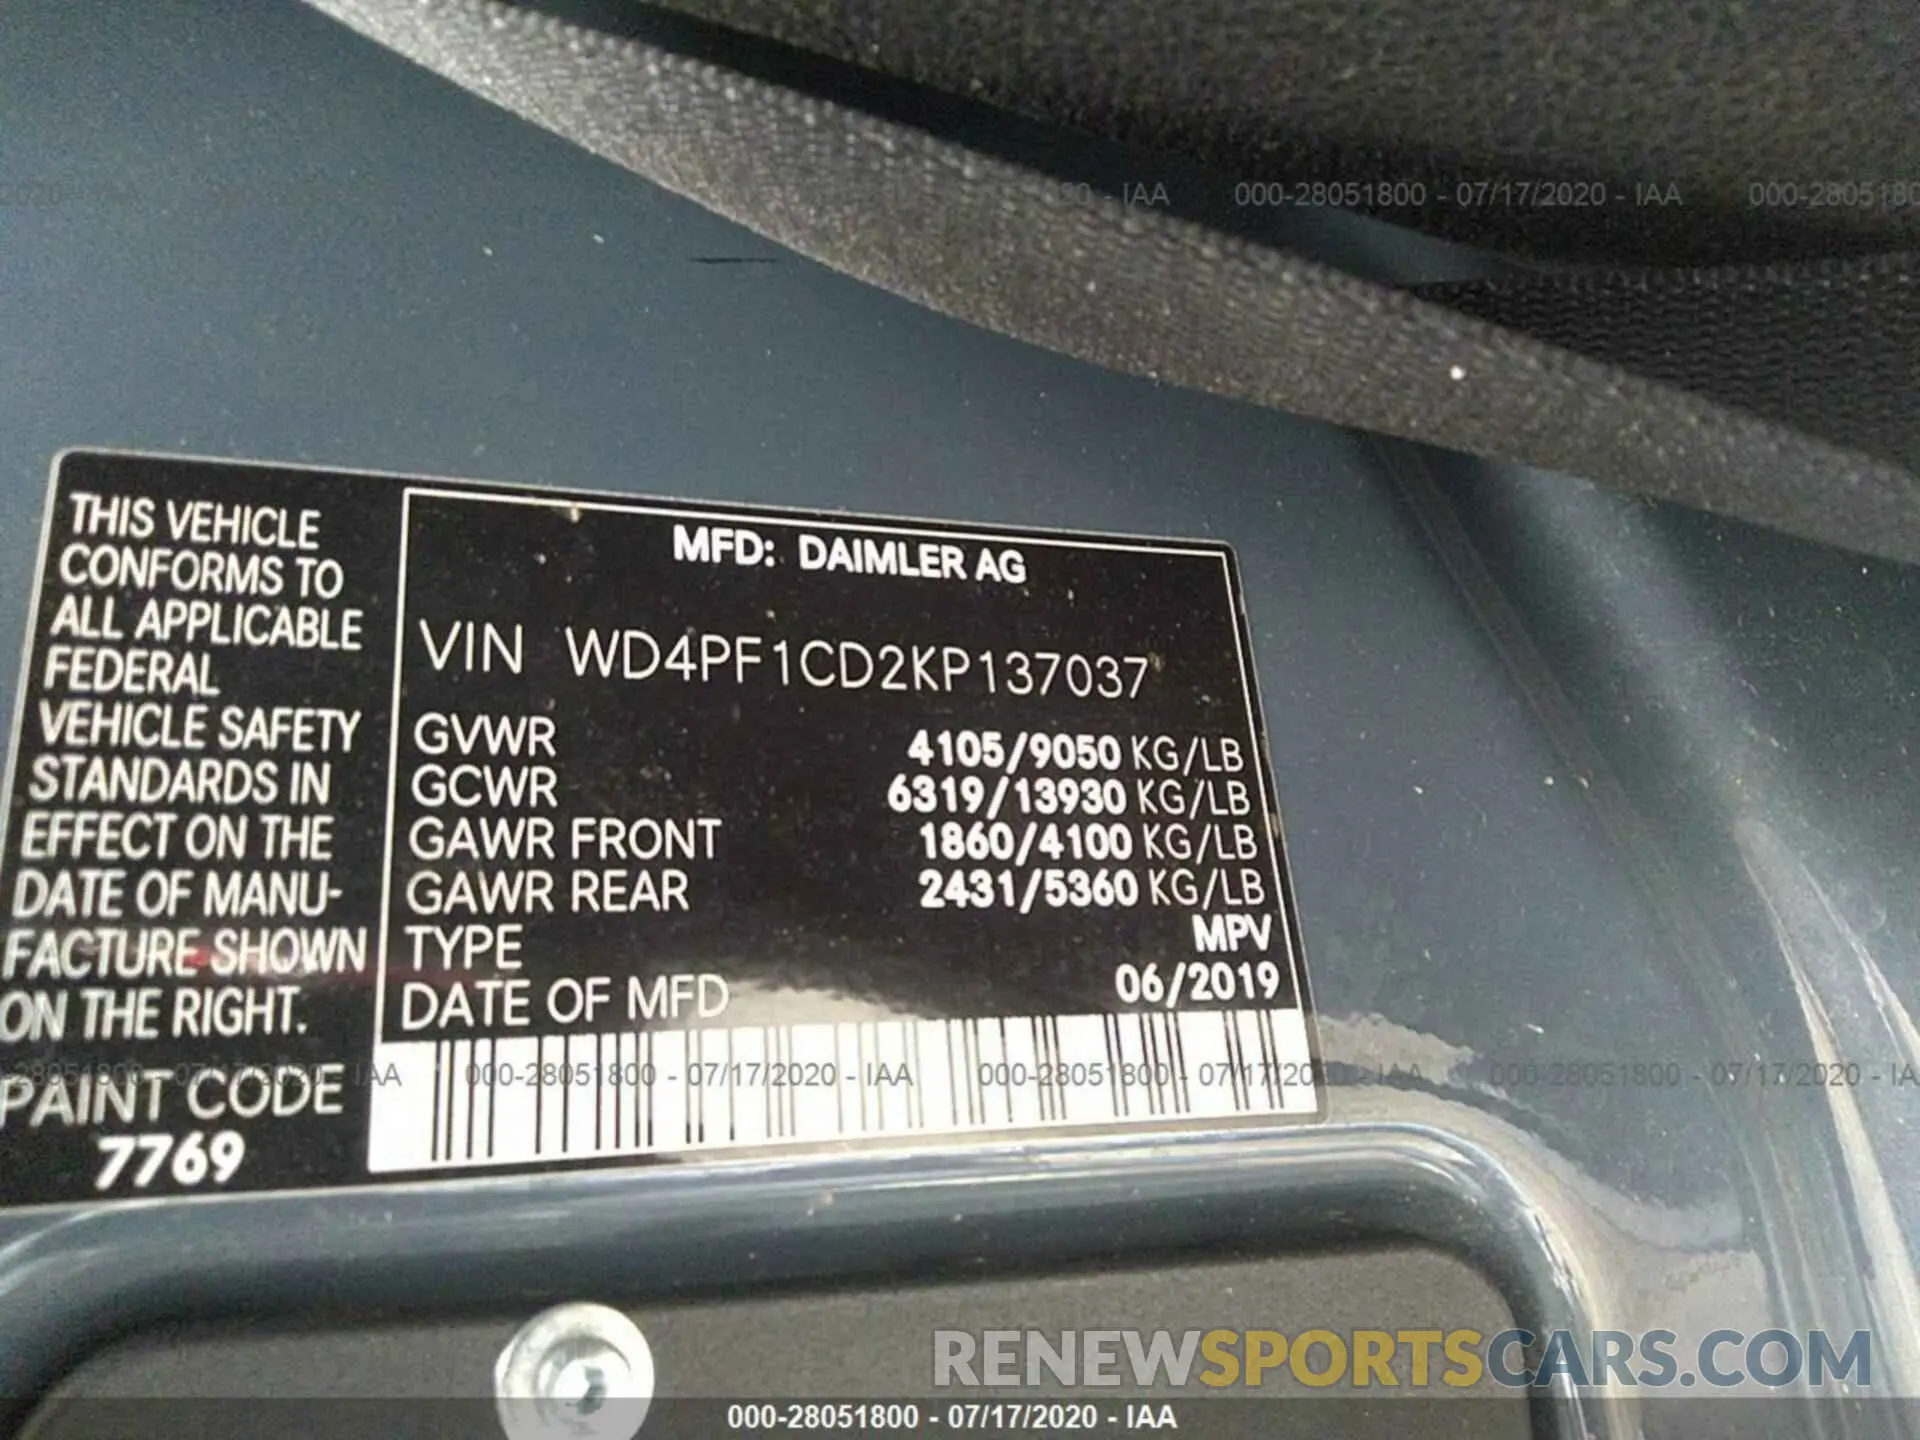 000-28051800 - 07/17/2020 - IAA
THIS VEHICLE
CONFORMS TO
ALL APPLICABLE
FEDERAL
VEHICLE SAFETY
STANDARDS IN
EFFECT ON THE
DATE OF MANU-
FACTURE SHOWN
ON THE RIGHT.
PAINT CODE
7769
MFD: DAIMLER AG
VIN WD4PF1CD2KP137037
GVWR 4105/9050 KG/LB
GCWR 6319/13930 KG/LB
GAWR FRONT 1860/4100 KG/LB
GAWR REAR 2431/5360 KG/LB
TYPE MPV
DATE OF MFD 06/2019
000-28051800 - 07/17/2020 - IAA 000-28051800 - 07/17/2020 - IAA
RENEWSPORTSCARS.COM
000-28051800 - 07/17/2020 - IAA